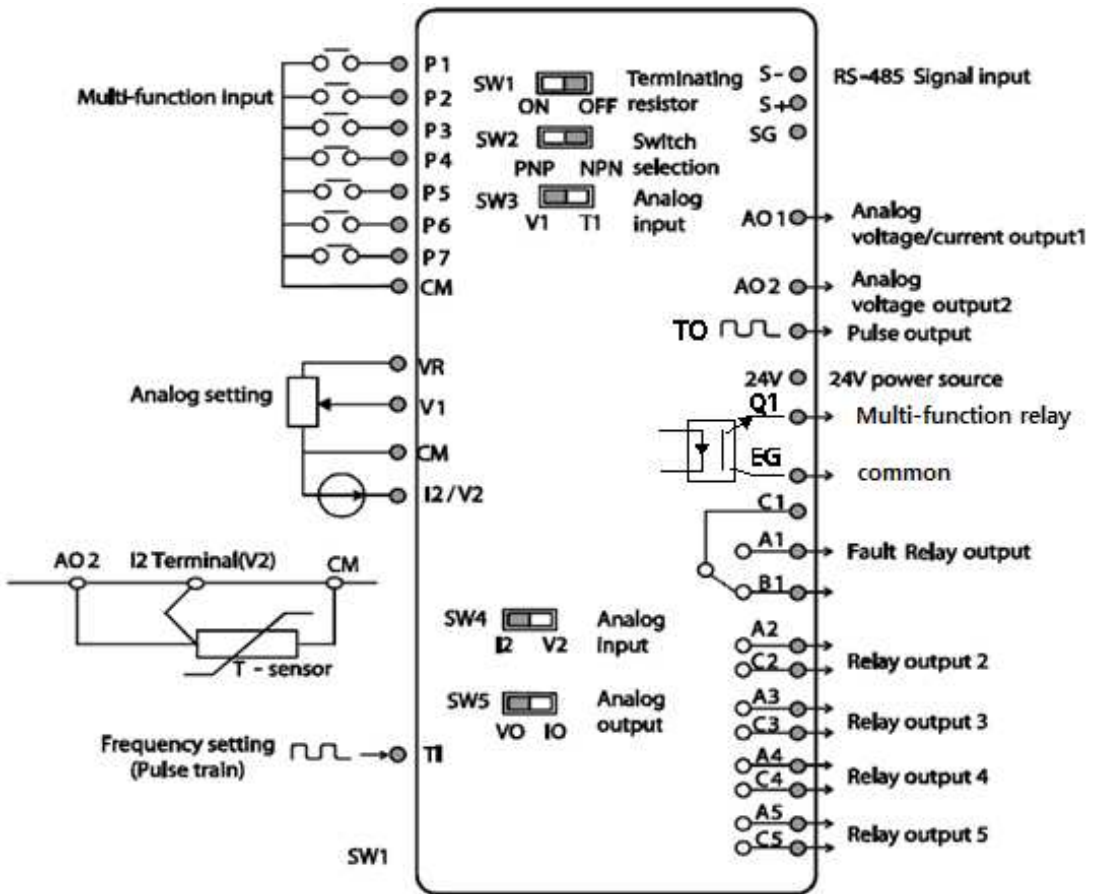 Multi-function input
P1
P2
P3
P4
P5
P6
P7
CM
SW1
ON OFF
Terminating
resistor
SW2
PNP NPN
Switch
selection
SW3
V1 T1
Analog
input
S-
S+
SG
RS-485 Signal input
AO1
Analog
voltage/current output1
AO2
Analog
voltage output2
TO
Pulse output
24V
24V power source
Q1
Multi-function relay
EG
common
Analog setting
VR
V1
CM
I2/V2
C1
A1
Fault Relay output
B1
AO2
I2 Terminal(V2)
CM
T - sensor
SW4
I2 V2
Analog
input
SW5
VO IO
Analog
output
A2
C2
Relay output 2
A3
C3
Relay output 3
A4
C4
Relay output 4
A5
C5
Relay output 5
Frequency setting
(Pulse train)
TI
SW1